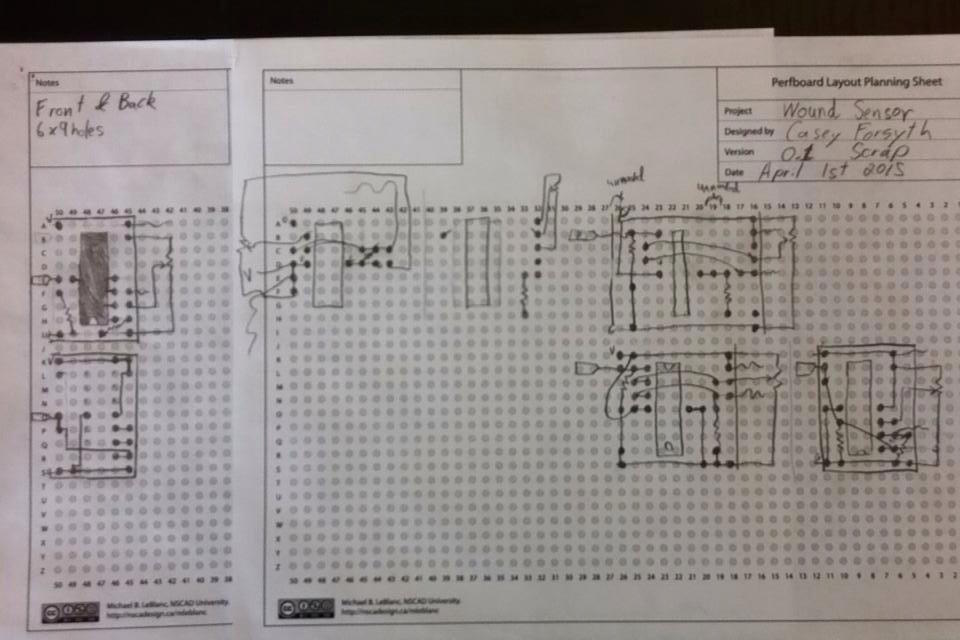 Notes
Front & Back
6x9 holes
Notes
Perfboard Layout Planning Sheet
Project Wound Sensor
Designed by Casey Forsyth
Version 0.1 Scrap
Date April 1st 2015
50 49 48 47 46 45 44 43 42 41 40 39 38
50 49 48 47 46 45 44 43 42 41 40 39 38 37 36 35 34 33 32 31 30 29 28 27 26 25 24 23 22 21 20 19 18 17 16 15 14 13 12 11 10 9 8 7 6 5 4 3 2
A
B
C
D
E
F
G
H
J
K
L
M
N
O
P
Q
R
S
T
U
V
W
X
Y
Z
50 49 48 47 46 45 44 43 42 41 40 39 38
50 49 48 47 46 45 44 43 42 41 40 39 38 37 36 35 34 33 32 31 30 29 28 27 26 25 24 23 22 21 20 19 18 17 16 15 14 13 12 11 10 9 8 7 6 5 4 3 2
Michael B. LeBlanc, NSCAD University.
http://nscadesign.ca/mleblanc
Michael B. LeBlanc, NSCAD University.
http://nscadesign.ca/mleblanc